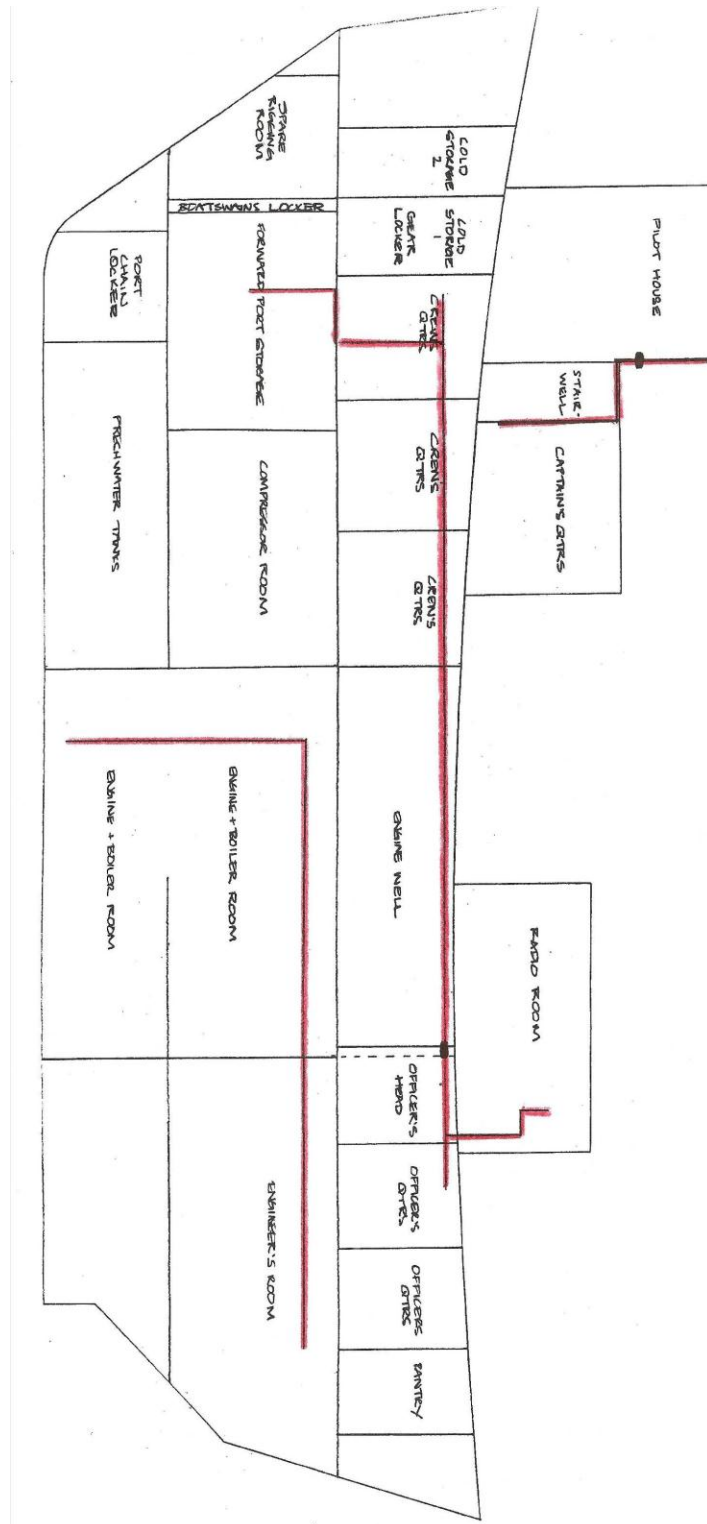 PILOT HOUSE
STAIR-
WELL
CAPTAIN'S QTRS
RADIO ROOM
COLD
STORAGE
2
COLD
STORAGE
1
GEAR
LOCKER
CREW'S
QTRS
CREW'S
QTRS
CREW'S
QTRS
ENGINE WELL
OFFICER'S
HEAD
OFFICER'S
QTRS
OFFICERS
QTRS
PANTRY
SPARE
RIGGING
ROOM
BOATSWAINS LOCKER
FORWARD PORT STORAGE
COMPRESSOR ROOM
ENGINE + BOILER ROOM
ENGINEER'S ROOM
PORT
CHAIN
LOCKER
FRESHWATER TANKS
ENGINE + BOILER ROOM